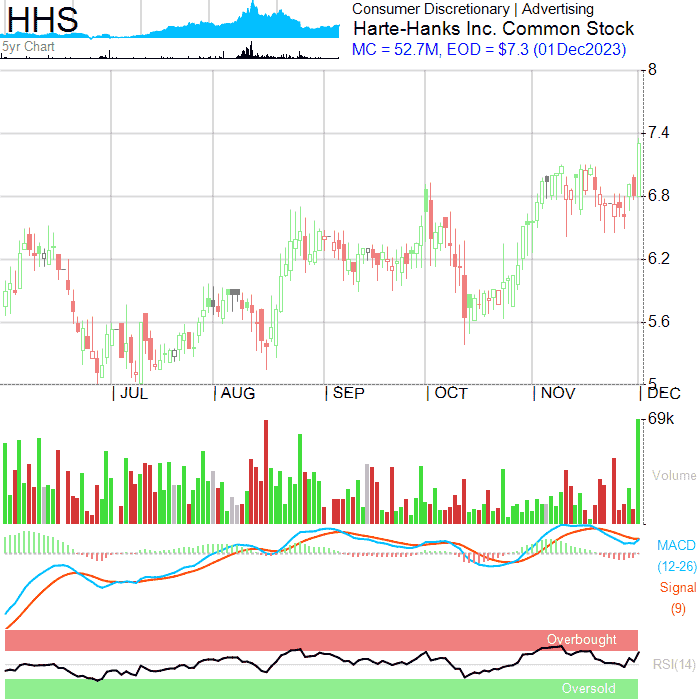 HHS
5yr Chart
Consumer Discretionary | Advertising
Harte-Hanks Inc. Common Stock
MC = 52.7M, EOD = $7.3 (01Dec2023)
8
7.4
6.8
6.2
5.6
5
JUL AUG SEP OCT NOV DEC
69k
Volume
MACD
(12-26)
Signal
(9)
Overbought
RSI(14)
Oversold